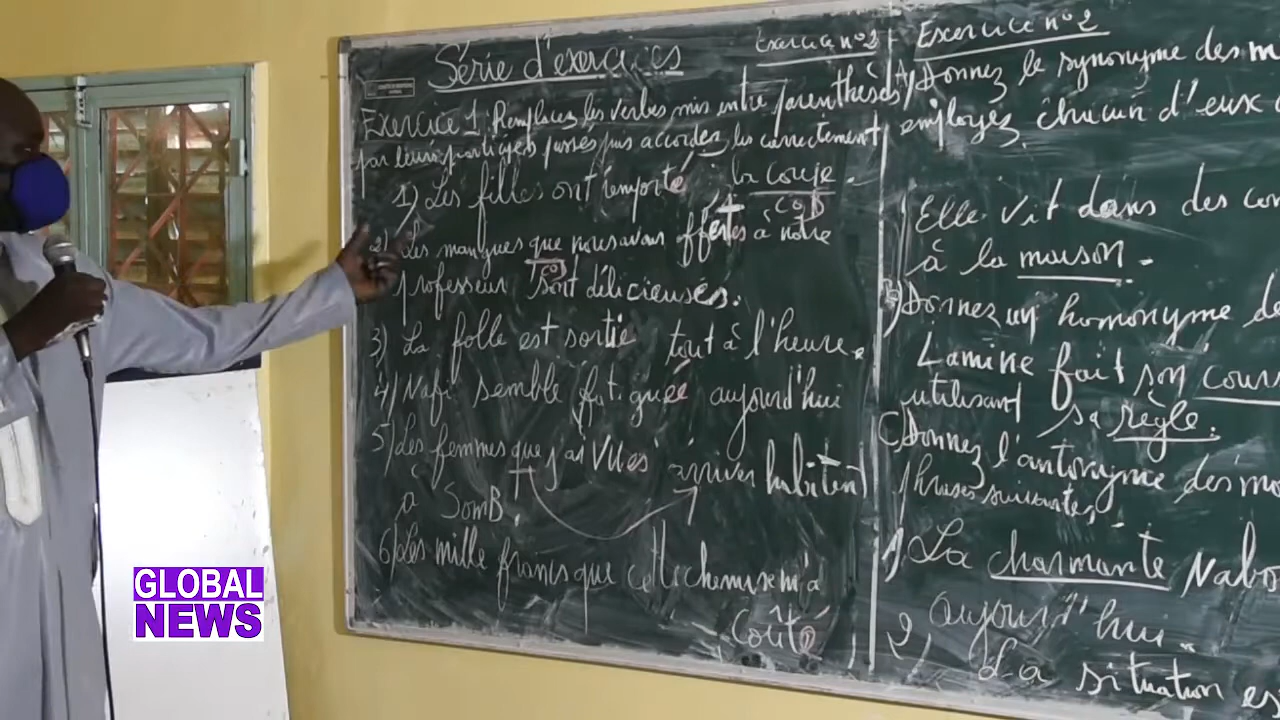 Série d'exercices
Exercice 1: Remplacez les verbes mis entre parenthèses
par leurs participes passés puis accordez les correctement
1) Les filles ont remporté la coupe.
COD
2) Les mangues que nous avons offertes à notre
COD
professeur sont délicieuses.
3) La folle est sortie tout à l'heure.
4) Nafi semble fatiguée aujourd'hui
5) Les femmes que j'ai vues arriver habitent
à SomB.
6) Les mille francs que cette chemise m'a
coûté
Exercice n°2
Exercice n°2
A) Donnez le synonyme des m
employez chacun d'eux
Elle vit dans des con
à la maison.
B) Donnez un homonyme de
Lamine fait son cours
utilisant sa règle.
C) Donnez l'antonyme des mo
phrases suivantes,
1) La charmante Nabo
aujourd'hui.
2) La situation es
GLOBAL
NEWS